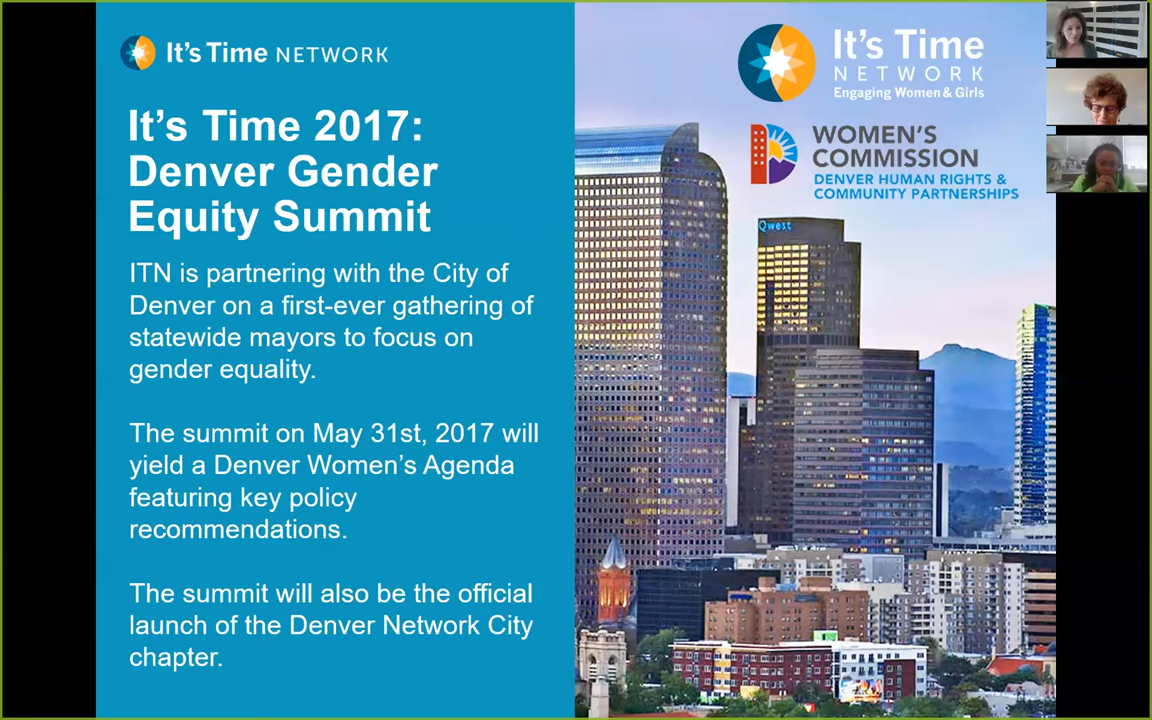 It's Time NETWORK
It's Time 2017:
Denver Gender
Equity Summit
ITN is partnering with the City of
Denver on a first-ever gathering of
statewide mayors to focus on
gender equality.
The summit on May 31st, 2017 will
yield a Denver Women's Agenda
featuring key policy
recommendations.
The summit will also be the official
launch of the Denver Network City
chapter.
It's Time
NETWORK
Engaging Women & Girls
WOMEN'S
COMMISSION
DENVER HUMAN RIGHTS &
COMMUNITY PARTNERSHIPS
Qwest